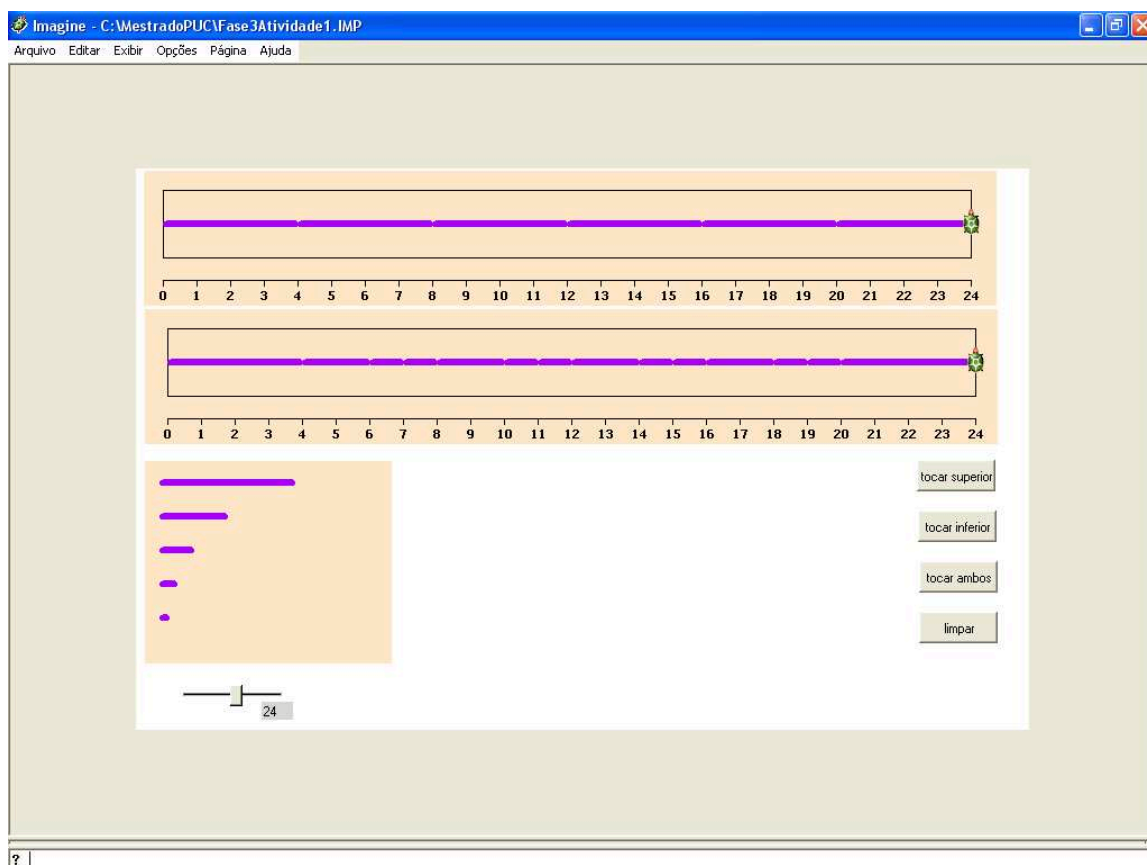 Imagine - C:\MestradoPUC\Fase3Atividade1.IMP
Arquivo Editar Exibir Opções Página Ajuda
0 1 2 3 4 5 6 7 8 9 10 11 12 13 14 15 16 17 18 19 20 21 22 23 24
0 1 2 3 4 5 6 7 8 9 10 11 12 13 14 15 16 17 18 19 20 21 22 23 24
tocar superior
tocar inferior
tocar ambos
limpar
24
?